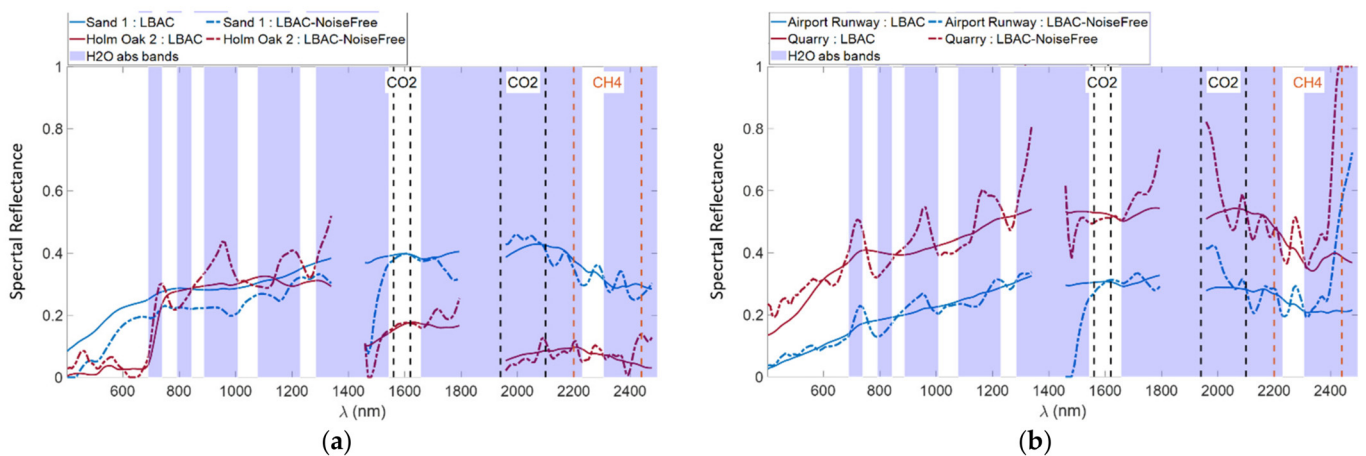 Sand 1 : LBAC Sand 1 : LBAC-NoiseFree
Holm Oak 2 : LBAC Holm Oak 2 : LBAC-NoiseFree
H2O abs bands
1
0.8
0.6
0.4
0.2
0
Specrtal Reflectance
CO2 CO2 CH4
600 800 1000 1200 1400 1600 1800 2000 2200 2400
λ (nm)
(a)
Airport Runway : LBAC Airport Runway : LBAC-NoiseFree
Quarry : LBAC Quarry : LBAC-NoiseFree
H2O abs bands
1
0.8
0.6
0.4
0.2
0
Specrtal Reflectance
CO2 CO2 CH4
600 800 1000 1200 1400 1600 1800 2000 2200 2400
λ (nm)
(b)